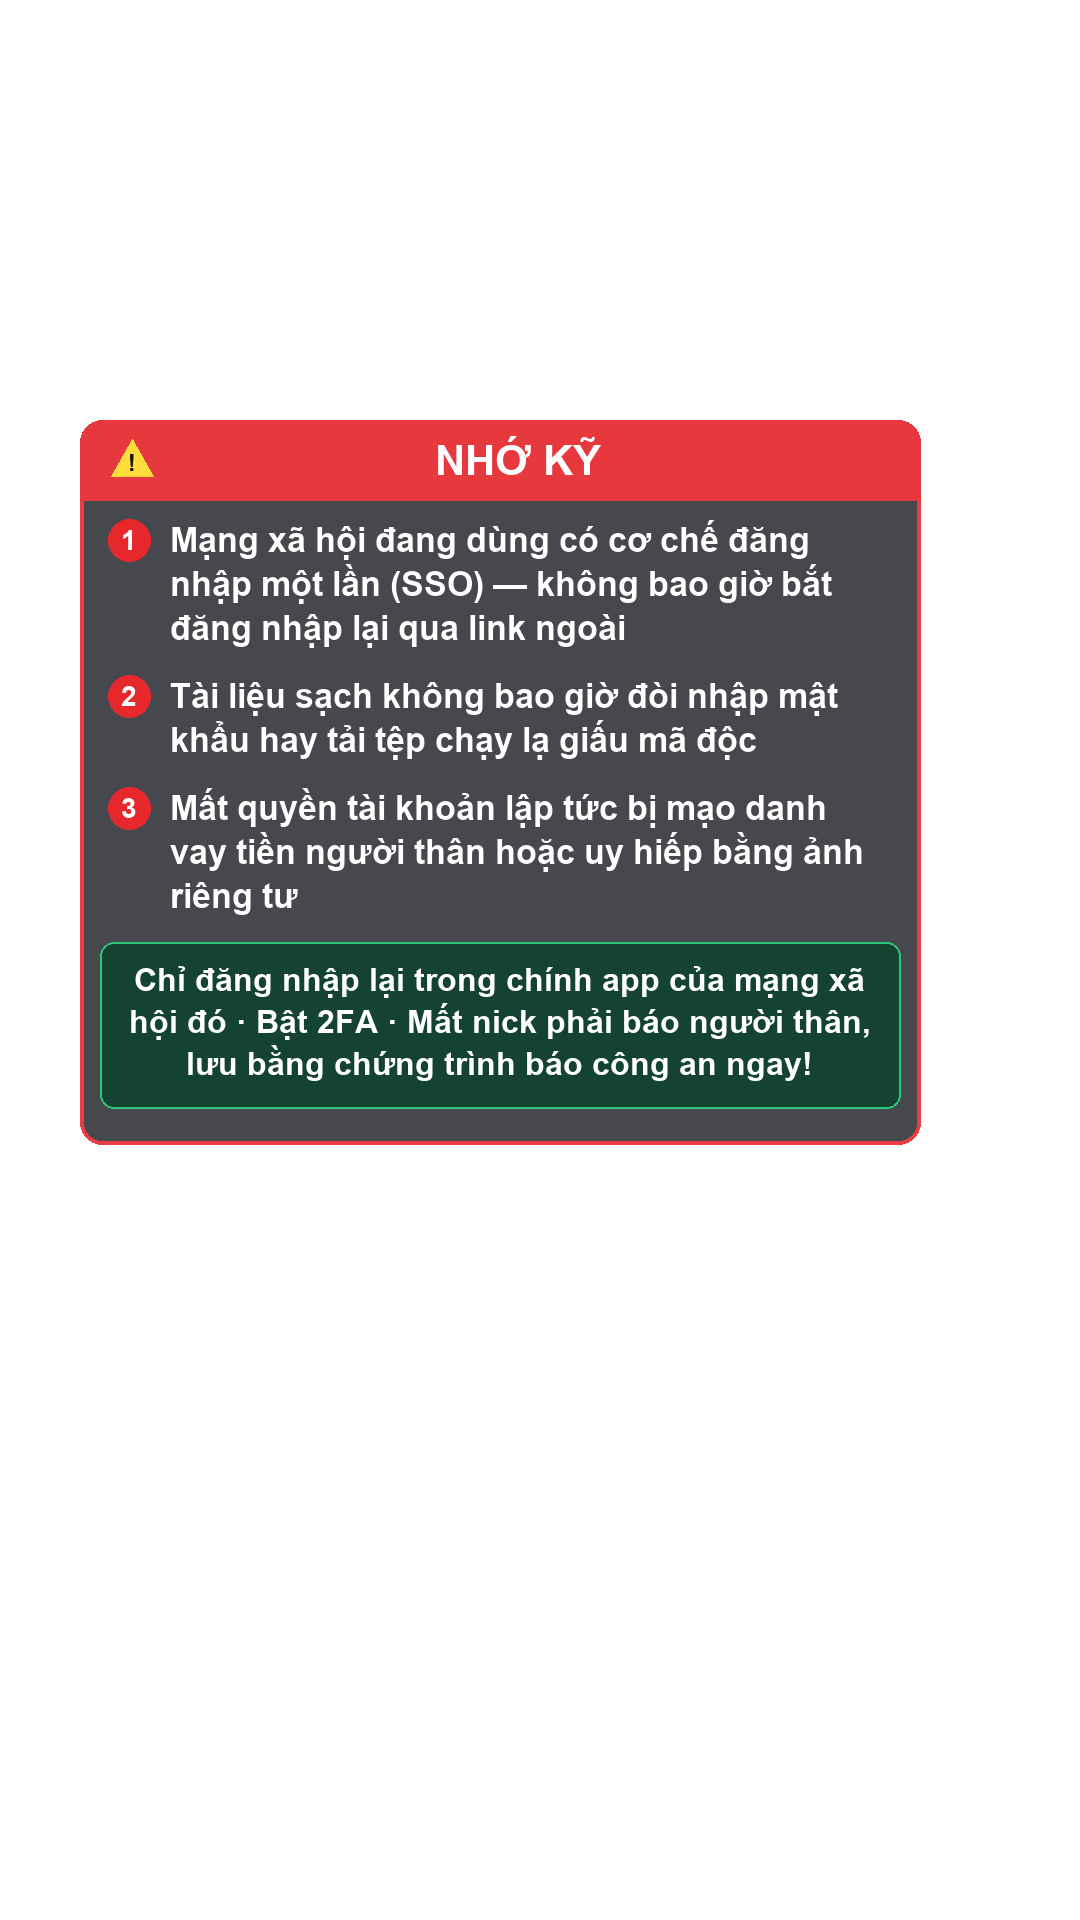 !
NHỚ KỸ
1 Mạng xã hội đang dùng có cơ chế đăng
nhập một lần (SSO) — không bao giờ bắt
đăng nhập lại qua link ngoài
2 Tài liệu sạch không bao giờ đòi nhập mật
khẩu hay tải tệp chạy lạ giấu mã độc
3 Mất quyền tài khoản lập tức bị mạo danh
vay tiền người thân hoặc uy hiếp bằng ảnh
riêng tư
Chỉ đăng nhập lại trong chính app của mạng xã
hội đó · Bật 2FA · Mất nick phải báo người thân,
lưu bằng chứng trình báo công an ngay!